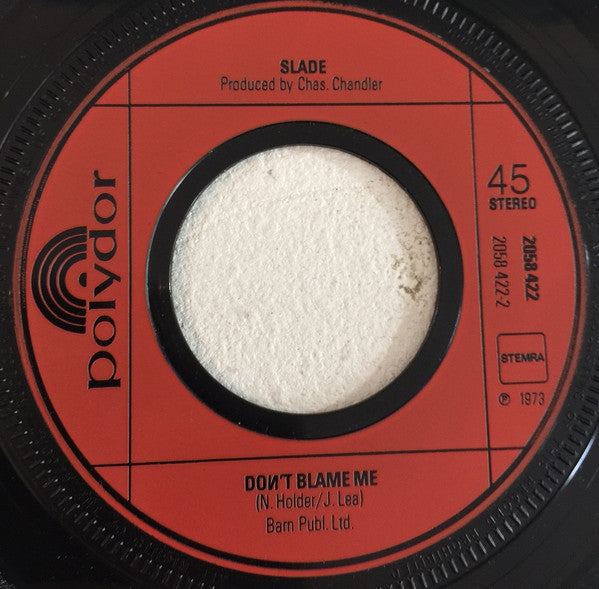 SLADE
Produced by Chas. Chandler
polydor
45
STEREO
2058 422
2058 422-2
STEMRA
℗ 1973
DOИ'T BLAME ME
(N. Holder/J. Lea)
Barn Publ. Ltd.